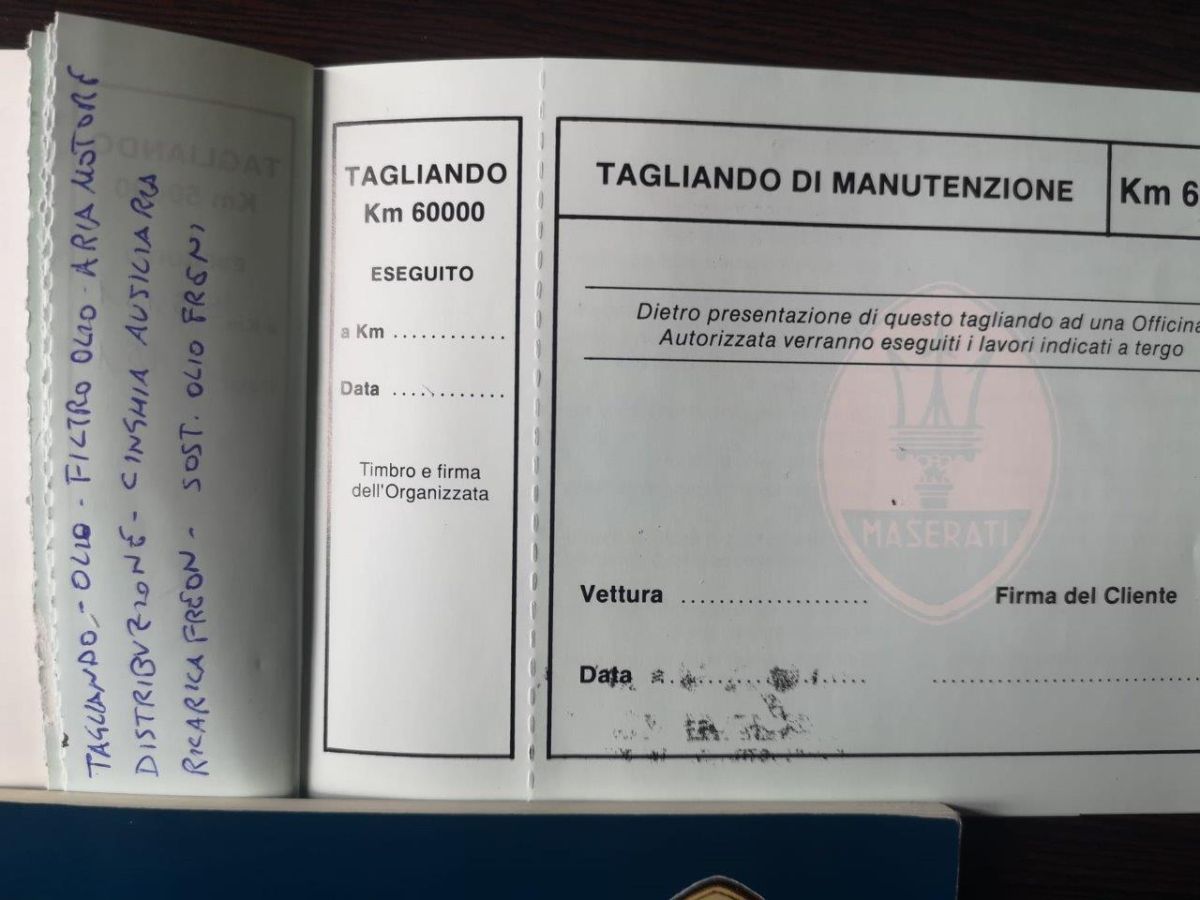 TAGLIANDO - OLIO - FILTRO OLIO - ARIA MOTORE
DISTRIBUZIONE - CINGHIA AUSILIARIA
RICARICA FREON - SOST. OLIO FRENI
TAGLIANDO
Km 60000
ESEGUITO
a Km ............
Data ............
Timbro e firma
dell'Organizzata
TAGLIANDO DI MANUTENZIONE
Km 6
Dietro presentazione di questo tagliando ad una Officina
Autorizzata verranno eseguiti i lavori indicati a tergo
MASERATI
Vettura ....................
Firma del Cliente
Data ....................